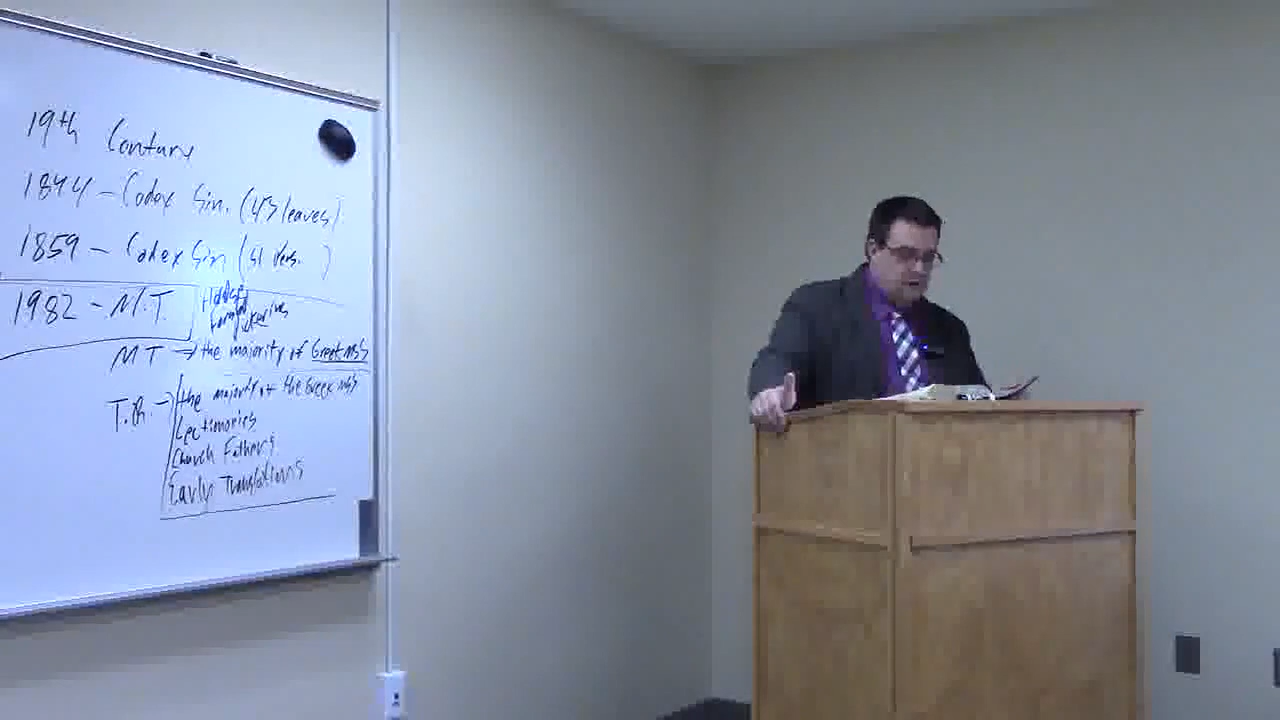 19th Century
1844 - Codex Sin. (43 leaves)
1859 - Codex Sin (
1982 - M.T.
MT → the majority of Greek MSS
T.R. → the majority of the Greek MSS
Church Fathers
Early Translations